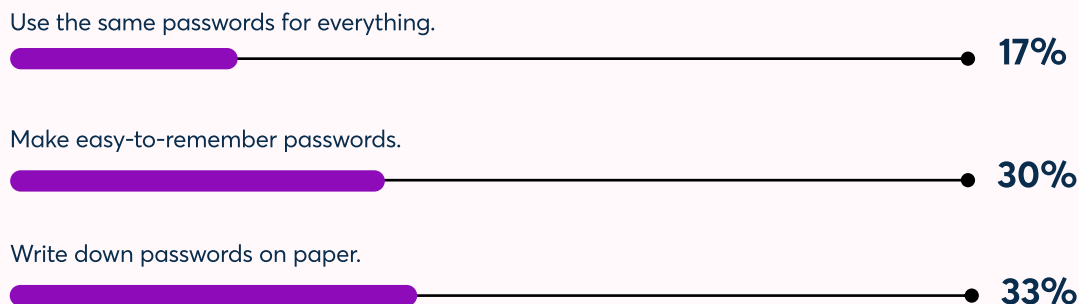 Use the same passwords for everything.
17%
Make easy-to-remember passwords.
30%
Write down passwords on paper.
33%